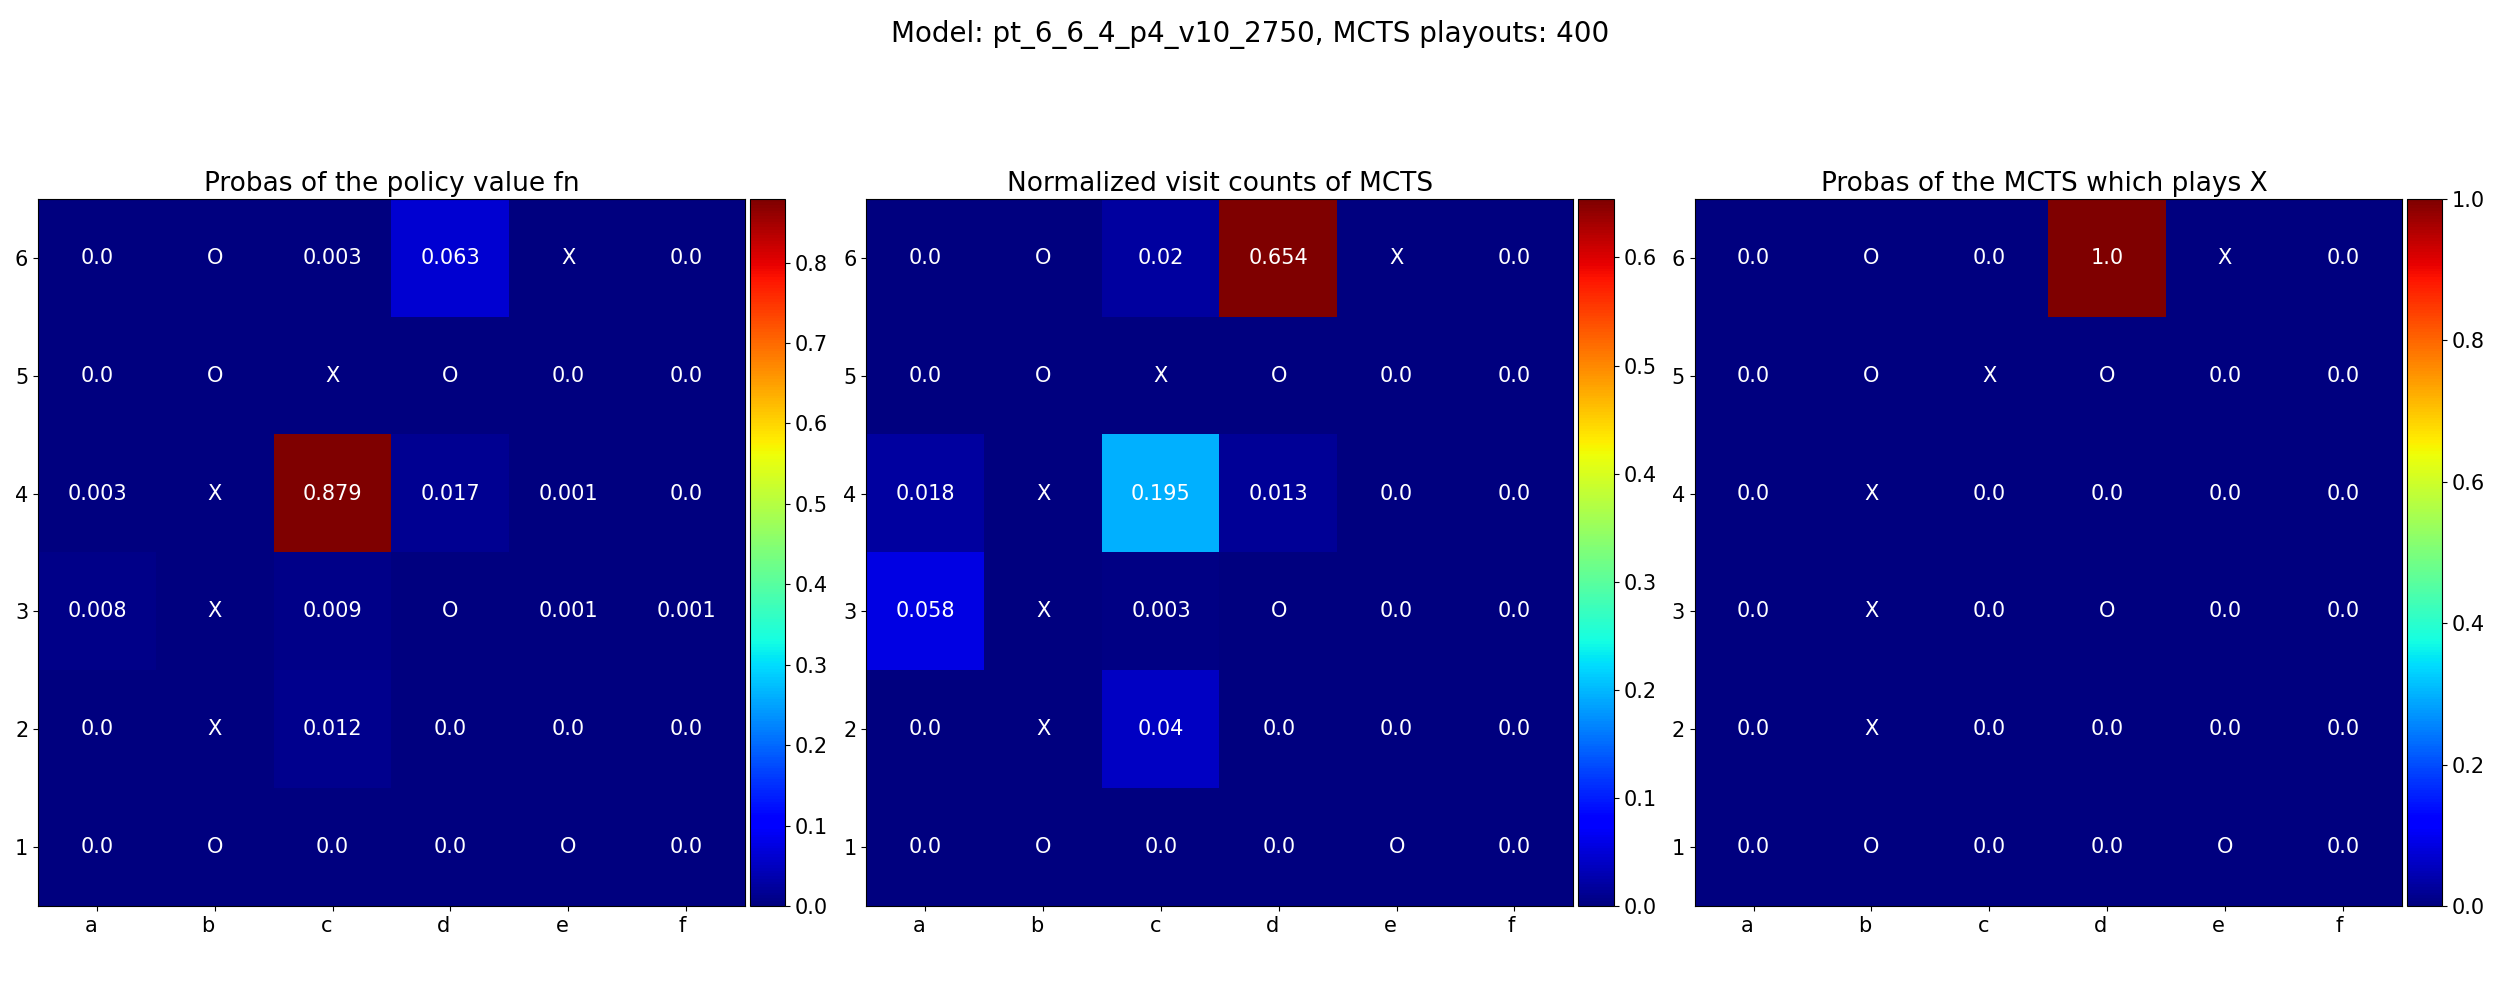 Model: pt_6_6_4_p4_v10_2750, MCTS playouts: 400
Probas of the policy value fn
6 0.0 O 0.003 0.063 X 0.0
5 0.0 O X O 0.0 0.0
4 0.003 X 0.879 0.017 0.001 0.0
3 0.008 X 0.009 O 0.001 0.001
2 0.0 X 0.012 0.0 0.0 0.0
1 0.0 O 0.0 0.0 O 0.0
a b c d e f
0.8
0.7
0.6
0.5
0.4
0.3
0.2
0.1
0.0
Normalized visit counts of MCTS
6 0.0 O 0.02 0.654 X 0.0
5 0.0 O X O 0.0 0.0
4 0.018 X 0.195 0.013 0.0 0.0
3 0.058 X 0.003 O 0.0 0.0
2 0.0 X 0.04 0.0 0.0 0.0
1 0.0 O 0.0 0.0 O 0.0
a b c d e f
0.6
0.5
0.4
0.3
0.2
0.1
0.0
Probas of the MCTS which plays X
6 0.0 O 0.0 1.0 X 0.0
5 0.0 O X O 0.0 0.0
4 0.0 X 0.0 0.0 0.0 0.0
3 0.0 X 0.0 O 0.0 0.0
2 0.0 X 0.0 0.0 0.0 0.0
1 0.0 O 0.0 0.0 O 0.0
a b c d e f
1.0
0.8
0.6
0.4
0.2
0.0